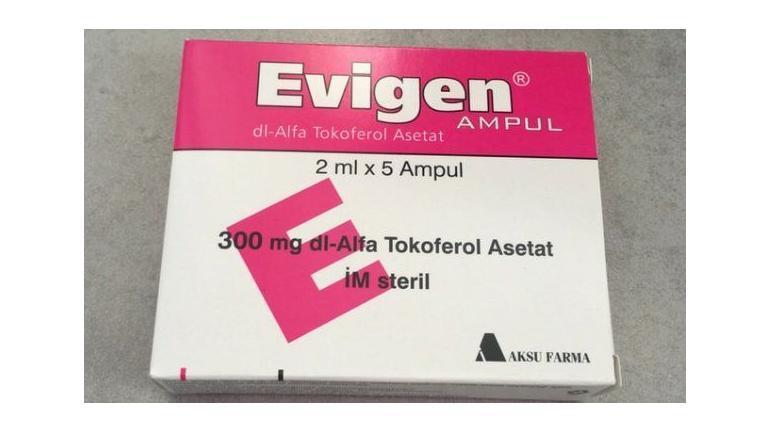 Evigen®
AMPUL
dl-Alfa Tokoferol Asetat
2 ml x 5 Ampul
E
300 mg dl-Alfa Tokoferol Asetat
İM steril
AKSU FARMA